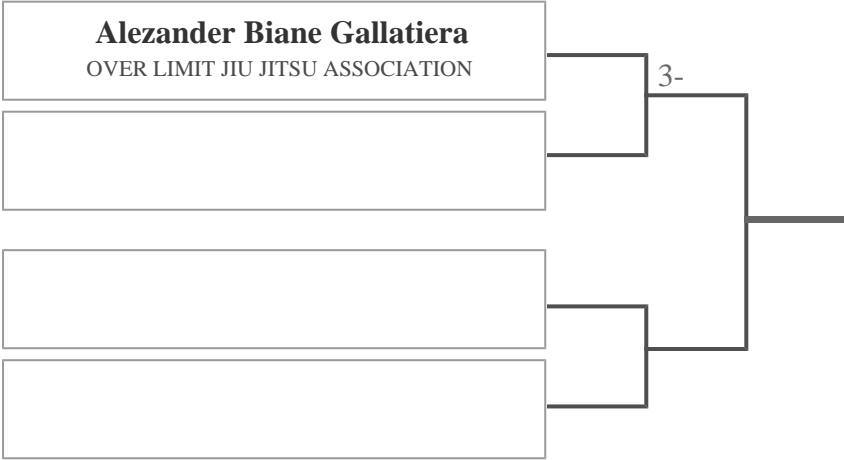 Alezander Biane Gallatiera
OVER LIMIT JIU JITSU ASSOCIATION
3-